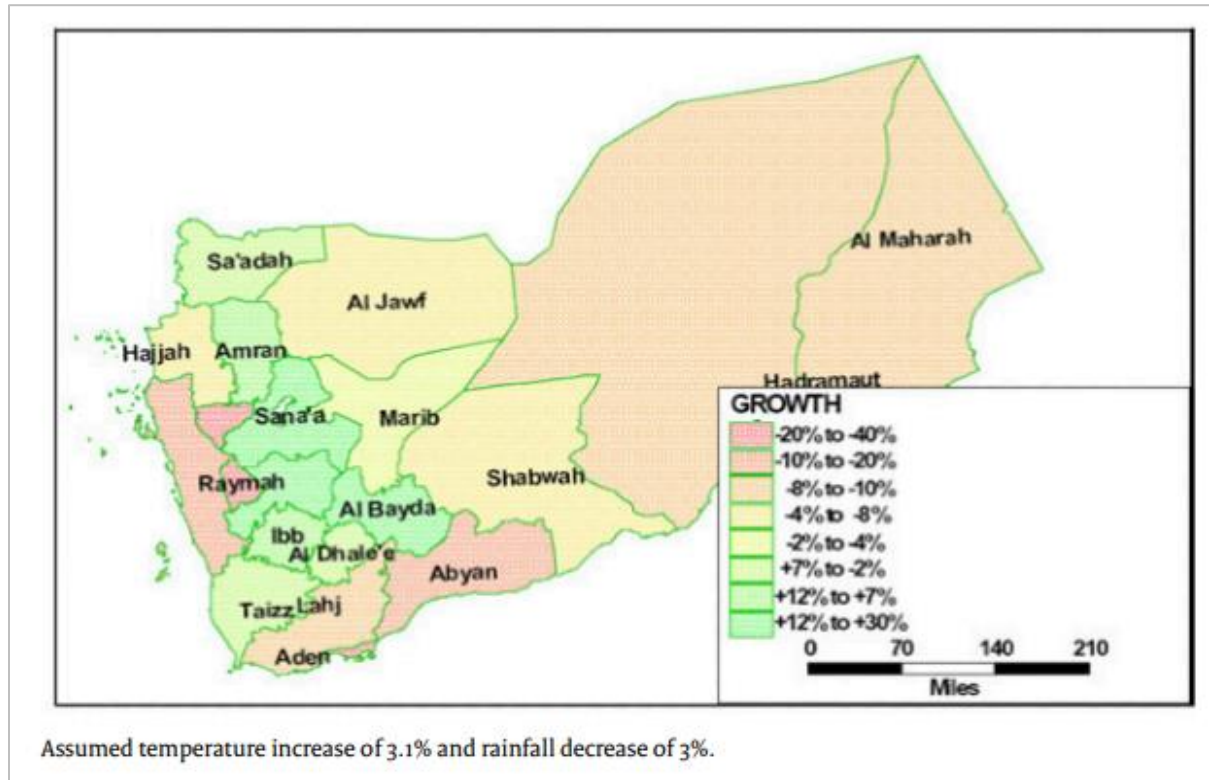 Sa'adah
Al Maharah
Al Jawf
Hajjah
Amran
Hadramaut
Sana'a
Marib
Raymah
Shabwah
Al Bayda
Ibb
Al Dhale'e
Abyan
Taizz
Lahj
Aden
GROWTH
-20% to -40%
-10% to -20%
-8% to -10%
-4% to -8%
-2% to -4%
+7% to -2%
+12% to +7%
+12% to +30%
0 70 140 210
Miles
Assumed temperature increase of 3.1% and rainfall decrease of 3%.